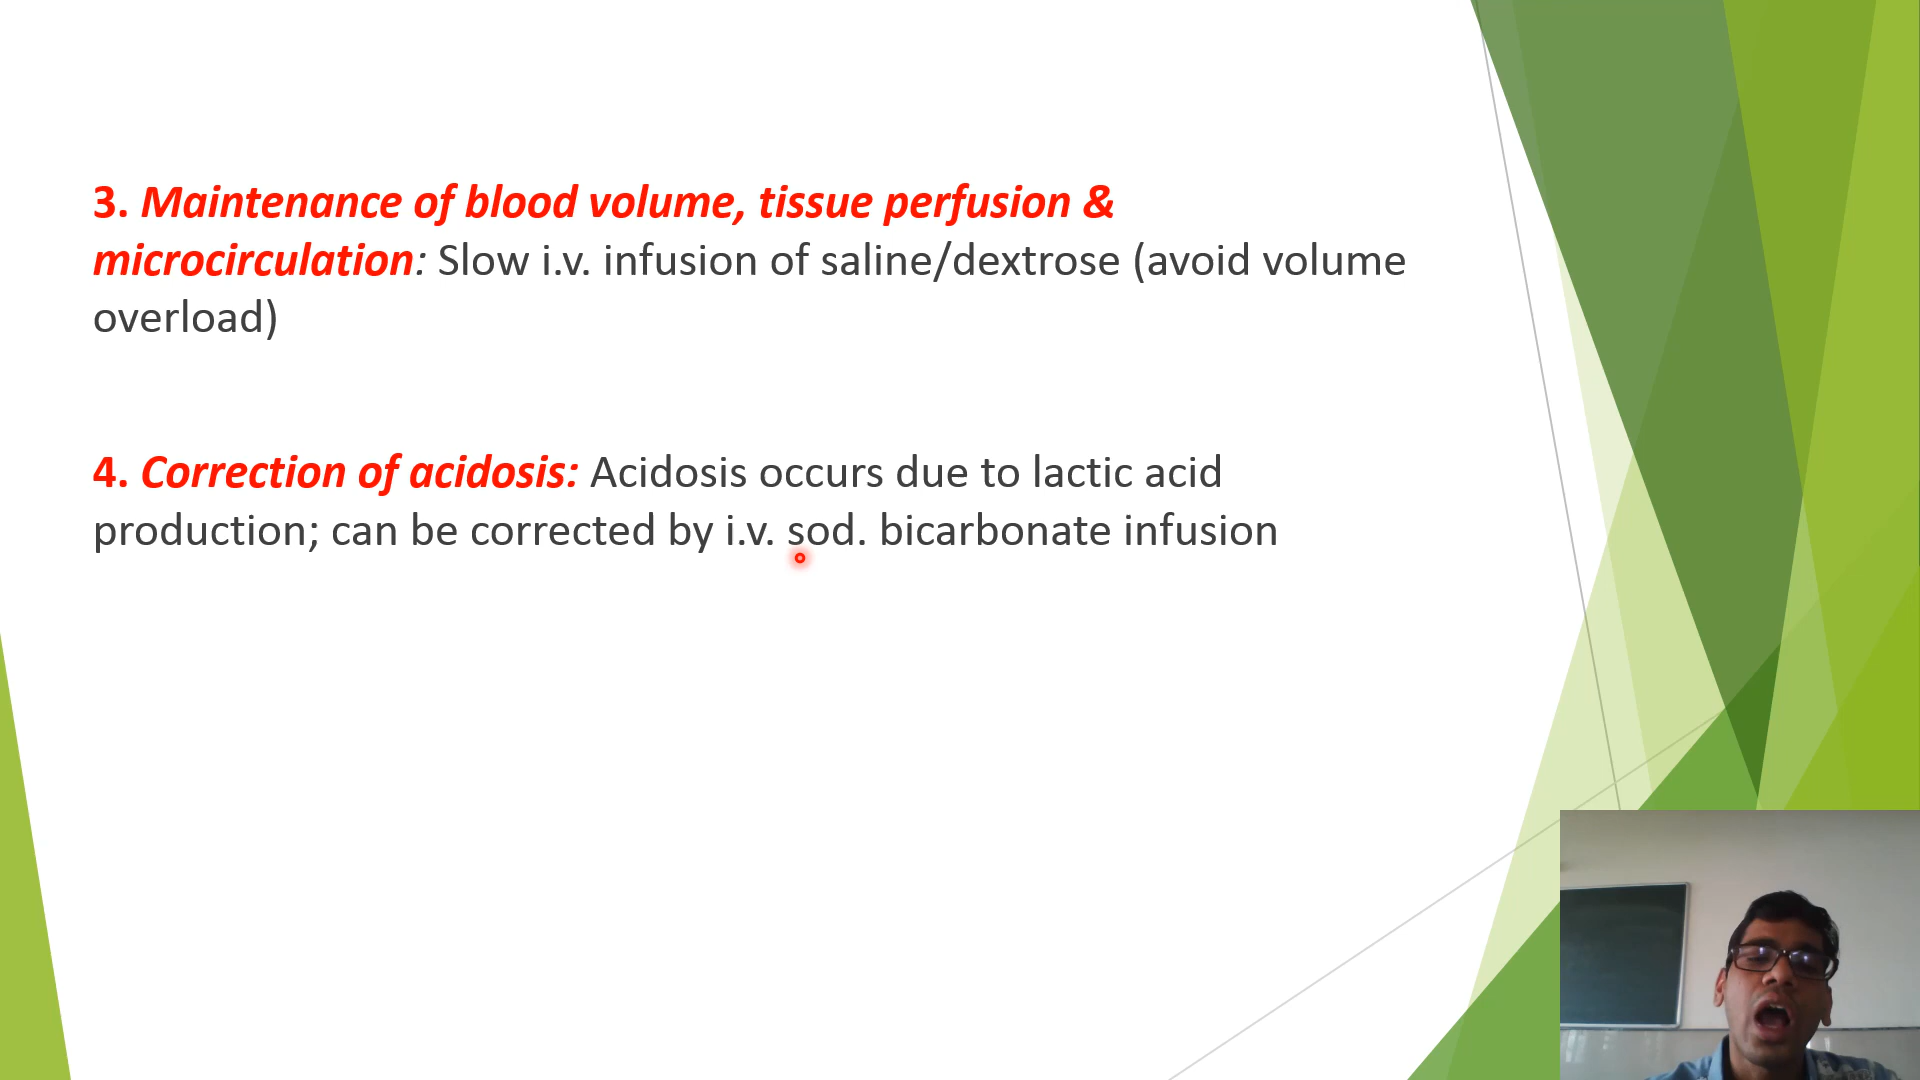 3. Maintenance of blood volume, tissue perfusion &
microcirculation: Slow i.v. infusion of saline/dextrose (avoid volume
overload)
4. Correction of acidosis: Acidosis occurs due to lactic acid
production; can be corrected by i.v. sod. bicarbonate infusion